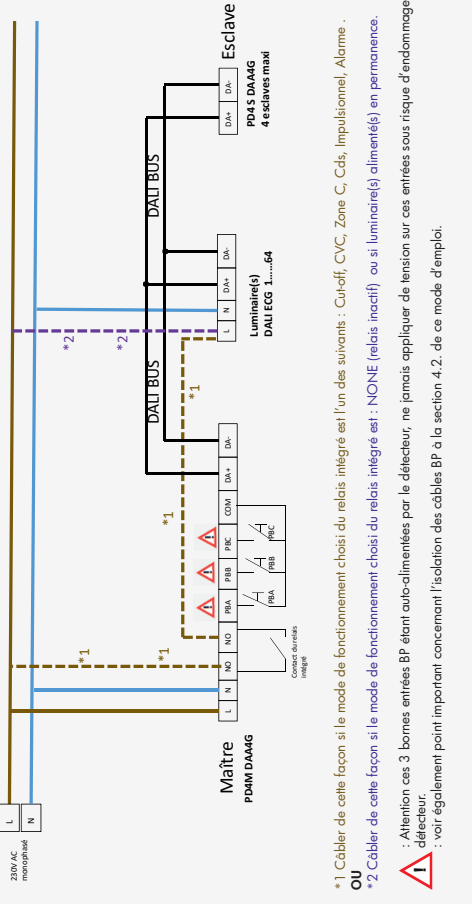 230V AC
monophasé
L
N
Maître
PD4M DAA4G
L
N
NO
NO
PBA
PBB
PBC
COM
DA+
DA-
*1
*1
*1
*1
Contact du relais
intégré
PBA
PBB
PBC
DALI BUS
*2
*2
L
N
DA+
DA-
Luminaire(s)
DALI ECG 1......64
DALI BUS
DA+
DA-
Esclave
PD4 S DAA4G
4 esclaves maxi
*1 Câbler de cette façon si le mode de fonctionnement choisi du relais intégré est l'un des suivants : Cut-off, CVC, Zone C, Cds, Impulsionnel, Alarme .
OU
*2 Câbler de cette façon si le mode de fonctionnement choisi du relais intégré est : NONE (relais inactif) ou si luminaire(s) alimenté(s) en permanence.
: Attention ces 3 bornes entrées BP étant auto-alimentées par le détecteur, ne jamais appliquer de tension sur ces entrées sous risque d'endommage
détecteur.
: voir également point important concernant l'isolation des câbles BP à la section 4.2. de ce mode d'emploi.